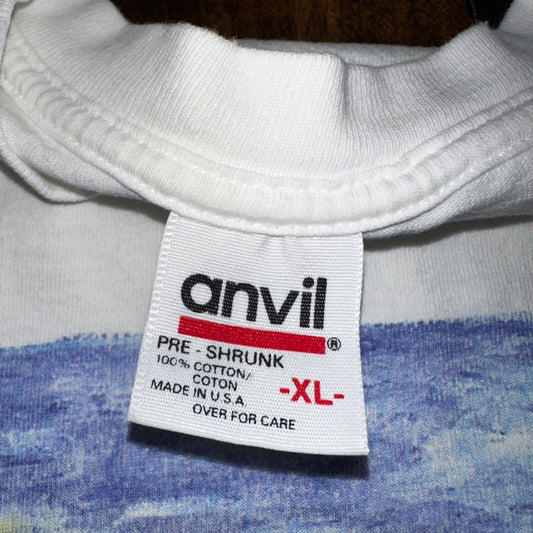 anvil®
PRE - SHRUNK
100% COTTON/
COTON
MADE IN U.S.A.
-XL-
OVER FOR CARE